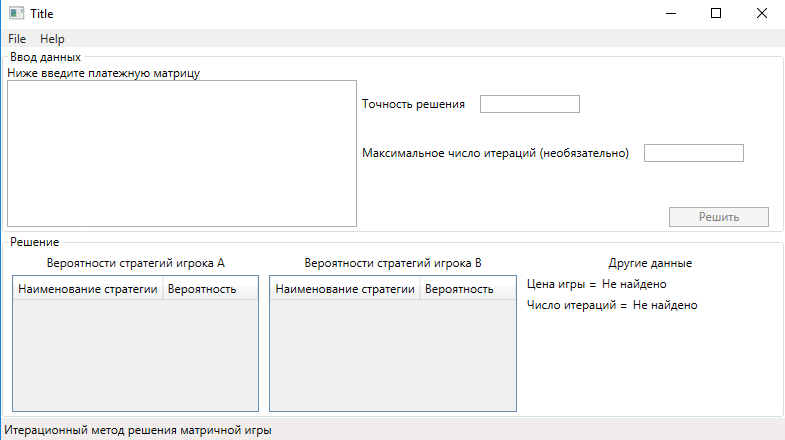 Title
File Help
Ввод данных
Ниже введите платежную матрицу
Точность решения
Максимальное число итераций (необязательно)
Решить
Решение
Вероятности стратегий игрока А
Наименование стратегии Вероятность
Вероятности стратегий игрока В
Наименование стратегии Вероятность
Другие данные
Цена игры = Не найдено
Число итераций = Не найдено
Итерационный метод решения матричной игры